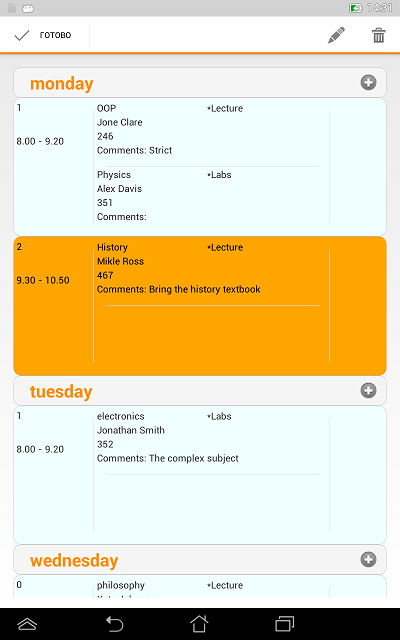 14:31
ГОТОВО
monday
1 OOP *Lecture
Jone Clare
8.00 - 9.20 246
Comments: Strict
Physics *Labs
Alex Davis
351
Comments:
2 History *Lecture
Mikle Ross
9.30 - 10.50 467
Comments: Bring the history textbook
tuesday
1 electronics *Labs
Jonathan Smith
8.00 - 9.20 352
Comments: The complex subject
wednesday
0 philosophy *Lecture